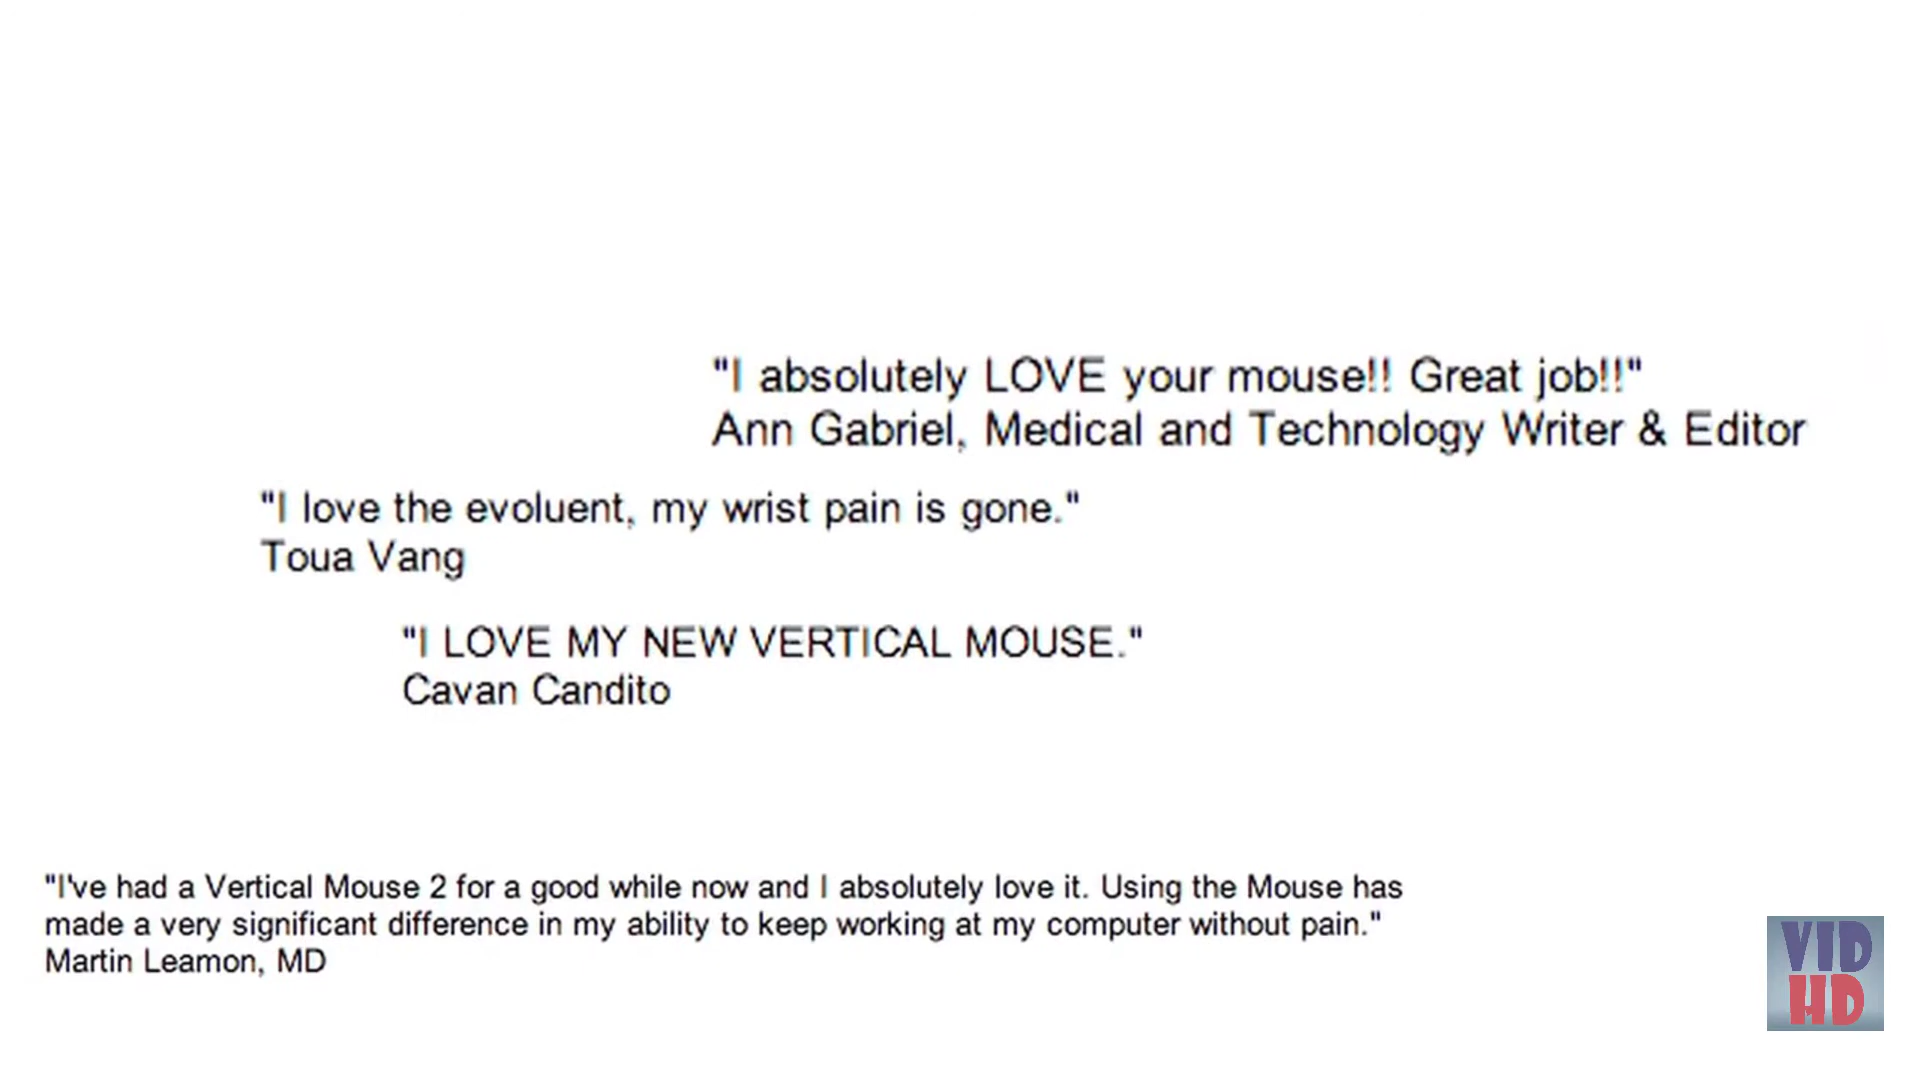 "I absolutely LOVE your mouse!! Great job!!"
Ann Gabriel, Medical and Technology Writer & Editor
"I love the evoluent, my wrist pain is gone."
Toua Vang
"I LOVE MY NEW VERTICAL MOUSE."
Cavan Candito
"I've had a Vertical Mouse 2 for a good while now and I absolutely love it. Using the Mouse has
made a very significant difference in my ability to keep working at my computer without pain."
Martin Leamon, MD
VID
HD